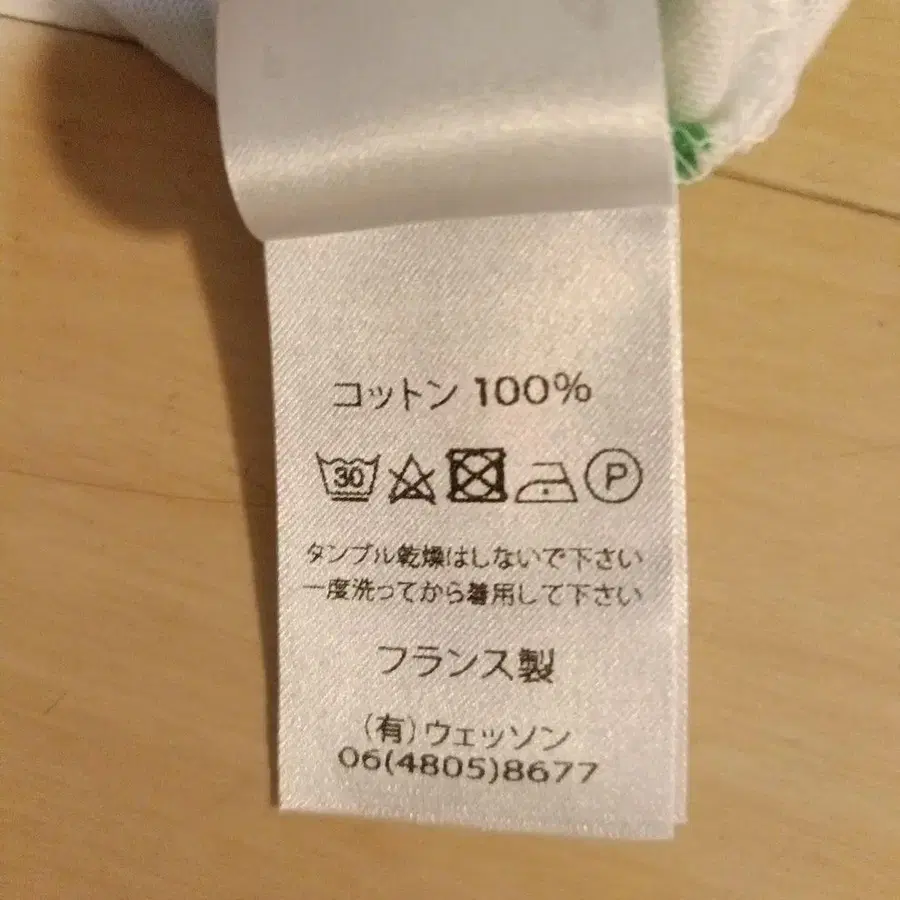 コットン 100%
30 P
タンブル乾燥はしないで下さい
一度洗ってから着用して下さい
フランス製
(有)ウェッソン
06(4805)8677